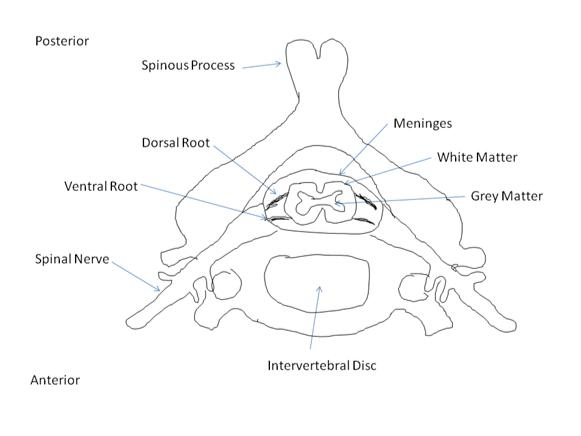 Posterior
Spinous Process
Meninges
Dorsal Root
White Matter
Ventral Root
Grey Matter
Spinal Nerve
Intervertebral Disc
Anterior